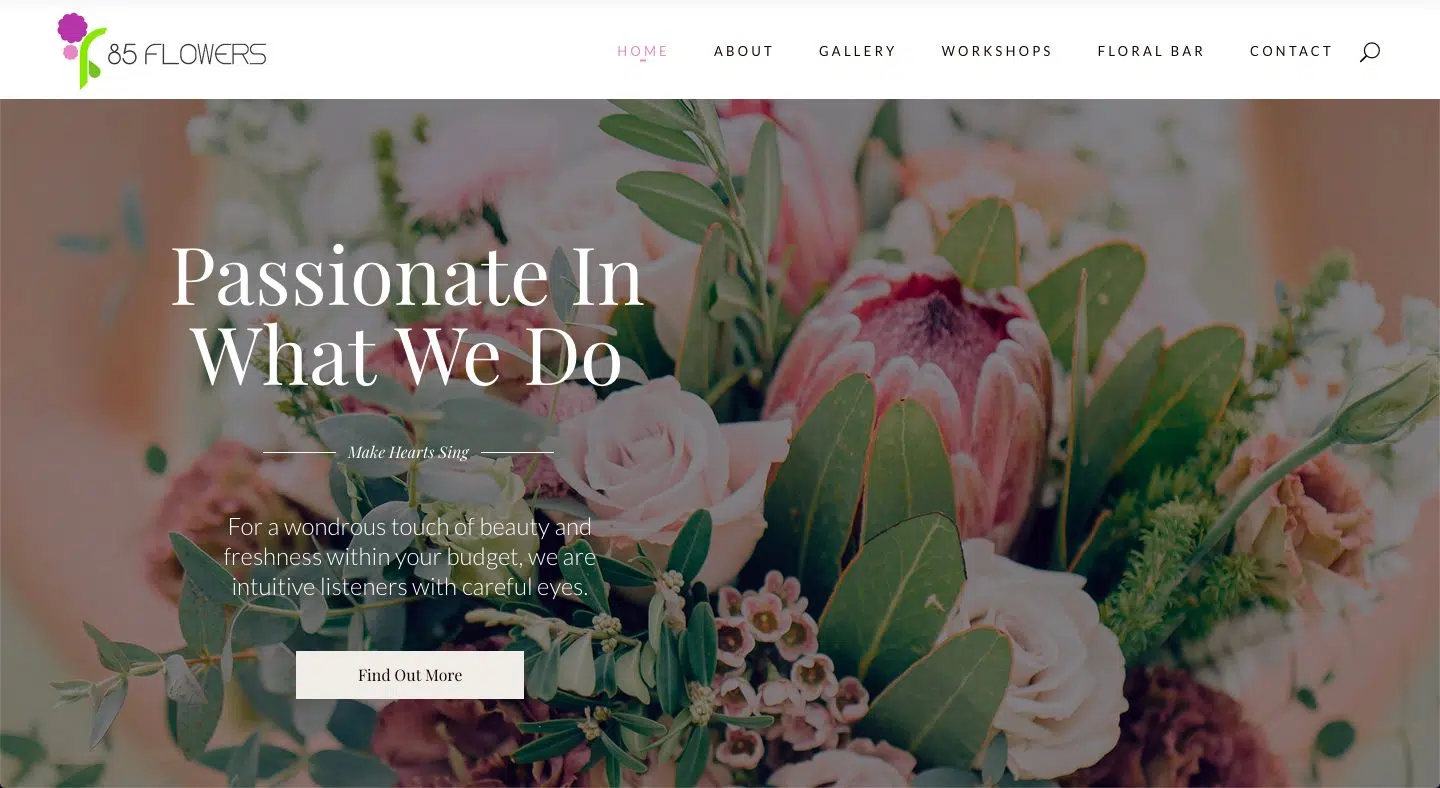 85 FLOWERS
HOME
ABOUT
GALLERY
WORKSHOPS
FLORAL BAR
CONTACT
Passionate In
What We Do
Make Hearts Sing
For a wondrous touch of beauty and
freshness within your budget, we are
intuitive listeners with careful eyes.
Find Out More